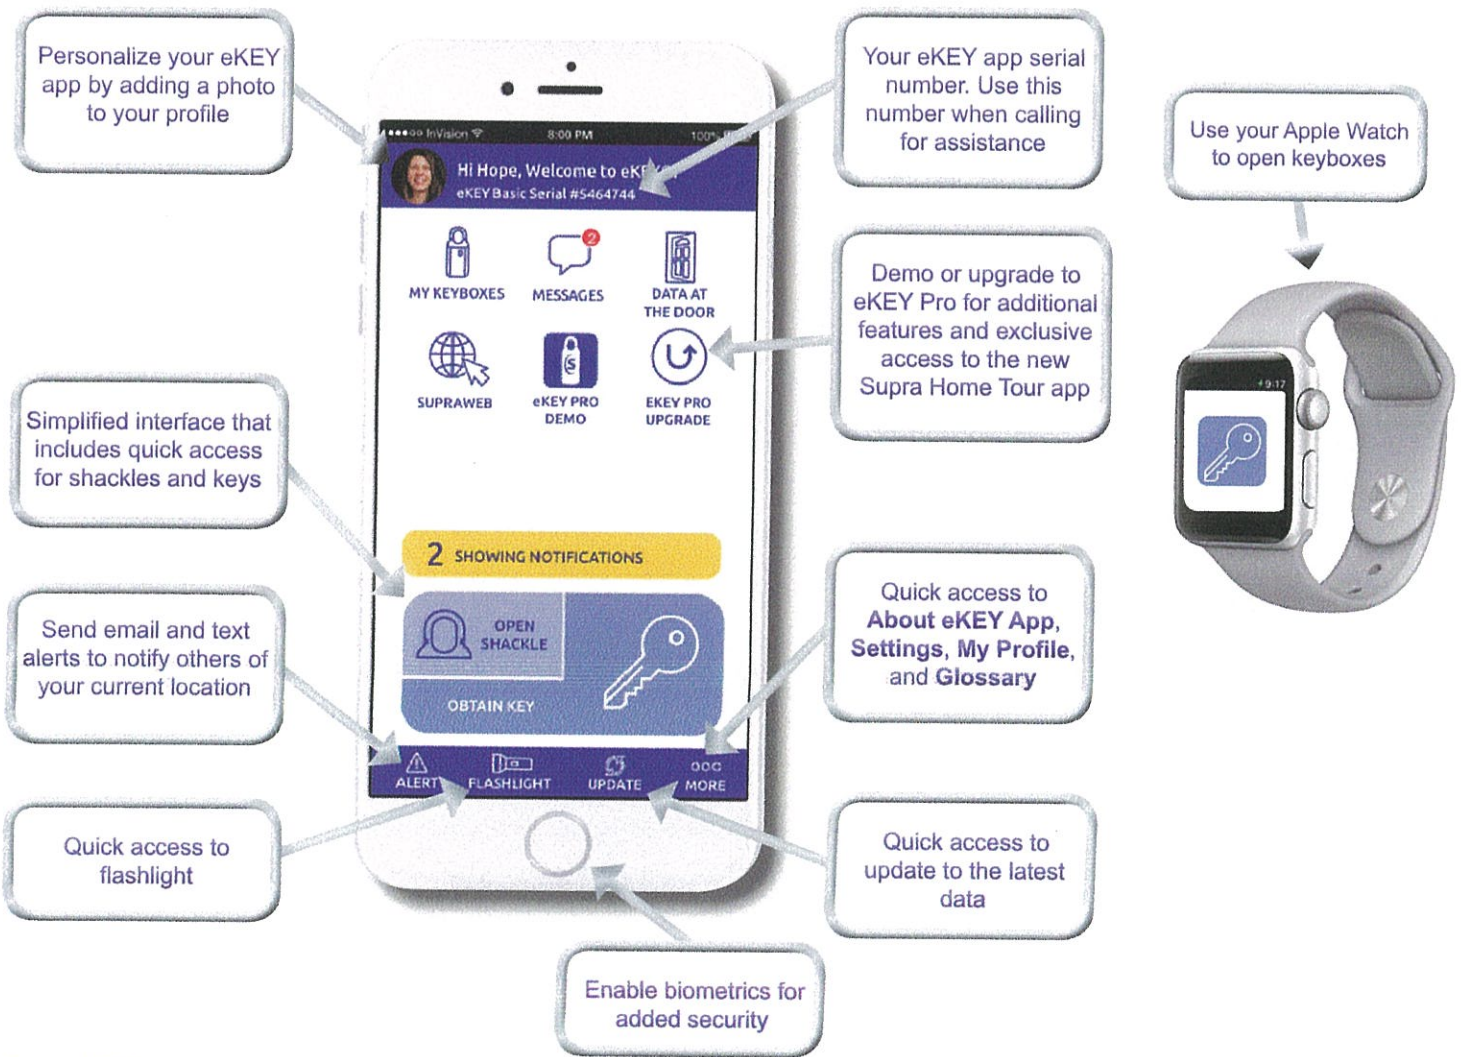 Personalize your eKEY
app by adding a photo
to your profile
Your eKEY app serial
number. Use this
number when calling
for assistance
Use your Apple Watch
to open keyboxes
InVision
8:00 PM
100%
Hi Hope, Welcome to
eKEY Basic Serial #5464744
MY KEYBOXES
2
MESSAGES
DATA AT
THE DOOR
SUPRAWEB
S
eKEY PRO
DEMO
EKEY PRO
UPGRADE
Demo or upgrade to
eKEY Pro for additional
features and exclusive
access to the new
Supra Home Tour app
9:17
Simplified interface that
includes quick access
for shackles and keys
2 SHOWING NOTIFICATIONS
OPEN
SHACKLE
OBTAIN KEY
Send email and text
alerts to notify others of
your current location
Quick access to
About eKEY App,
Settings, My Profile,
and Glossary
ALERT
FLASHLIGHT
UPDATE
MORE
Quick access to
flashlight
Quick access to
update to the latest
data
Enable biometrics for
added security